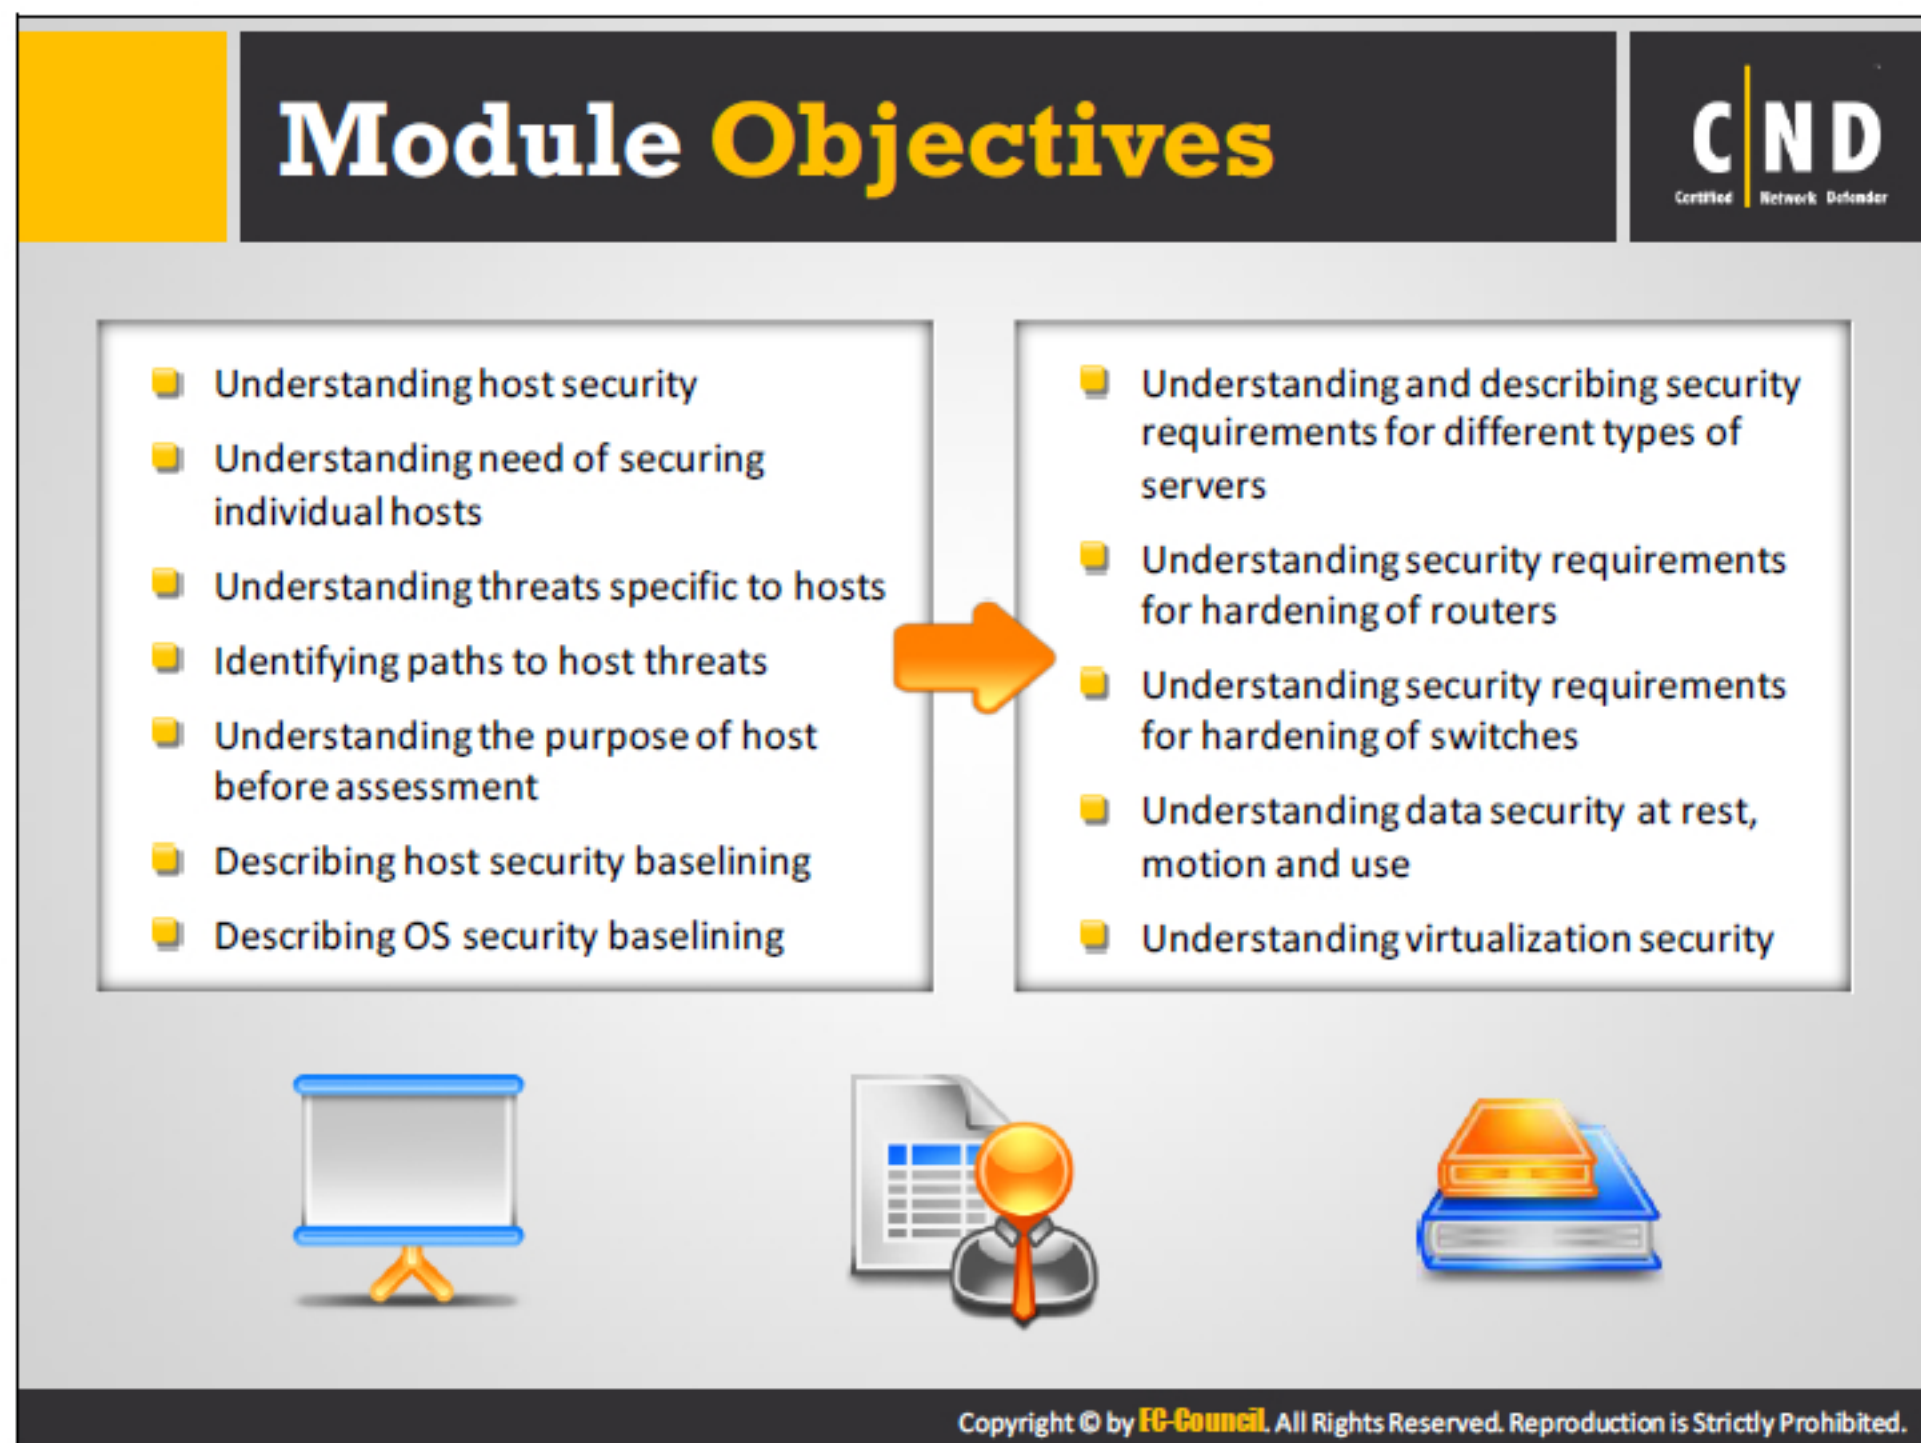 Module Objectives
C|ND
Certified Network Defender
Understanding host security
Understanding need of securing
individual hosts
Understanding threats specific to hosts
Identifying paths to host threats
Understanding the purpose of host
before assessment
Describing host security baselining
Describing OS security baselining
Understanding and describing security
requirements for different types of
servers
Understanding security requirements
for hardening of routers
Understanding security requirements
for hardening of switches
Understanding data security at rest,
motion and use
Understanding virtualization security
Copyright © by EC-Council. All Rights Reserved. Reproduction is Strictly Prohibited.